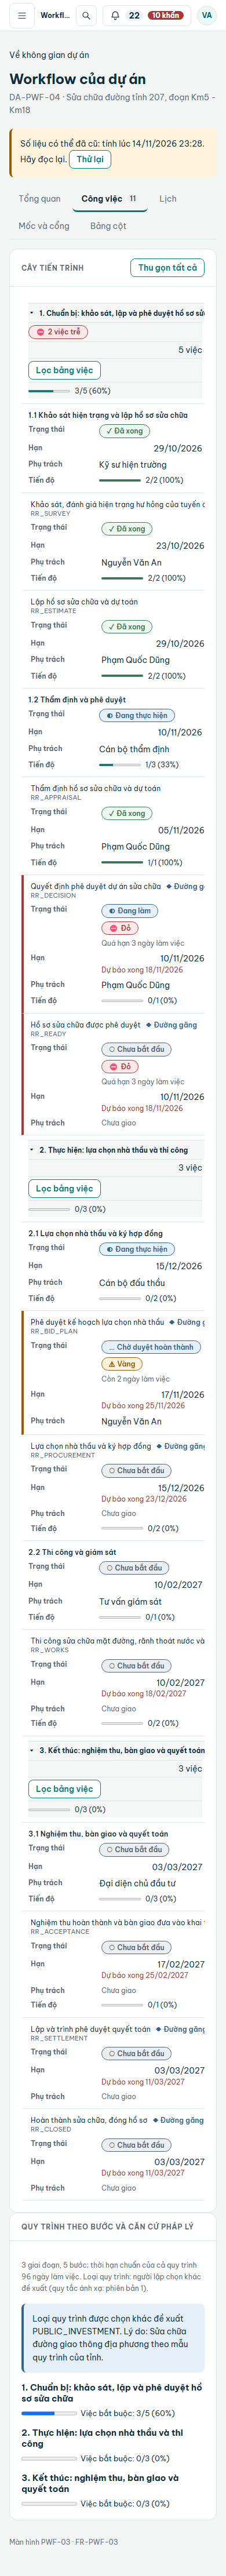 Workfl...
22
10 khẩn
VA
Về không gian dự án
Workflow của dự án
DA-PWF-04 · Sửa chữa đường tỉnh 207, đoạn Km5 -
Km18
Số liệu có thể đã cũ: tính lúc 14/11/2026 23:28.
Hãy đọc lại. Thử lại
Tổng quan
Công việc 11
Lịch
Mốc và cổng
Bảng cột
CÂY TIẾN TRÌNH
Thu gọn tất cả
1. Chuẩn bị: khảo sát, lập và phê duyệt hồ sơ sửa
2 việc trễ
5 việc
Lọc bảng việc
3/5 (60%)
1.1 Khảo sát hiện trạng và lập hồ sơ sửa chữa
Trạng thái
✓ Đã xong
Hạn
29/10/2026
Phụ trách
Kỹ sư hiện trường
Tiến độ
2/2 (100%)
Khảo sát, đánh giá hiện trạng hư hỏng của tuyến
RR_SURVEY
Trạng thái
✓ Đã xong
Hạn
23/10/2026
Phụ trách
Nguyễn Văn An
Tiến độ
2/2 (100%)
Lập hồ sơ sửa chữa và dự toán
RR_ESTIMATE
Trạng thái
✓ Đã xong
Hạn
29/10/2026
Phụ trách
Phạm Quốc Dũng
Tiến độ
2/2 (100%)
1.2 Thẩm định và phê duyệt
Trạng thái
Đang thực hiện
Hạn
10/11/2026
Phụ trách
Cán bộ thẩm định
Tiến độ
1/3 (33%)
Thẩm định hồ sơ sửa chữa và dự toán
RR_APPRAISAL
Trạng thái
✓ Đã xong
Hạn
05/11/2026
Phụ trách
Phạm Quốc Dũng
Tiến độ
1/1 (100%)
Quyết định phê duyệt dự án sửa chữa ◆ Đường gă
RR_DECISION
Trạng thái
Đang làm
Đỏ
Quá hạn 3 ngày làm việc
Hạn
10/11/2026
Dự báo xong 18/11/2026
Phụ trách
Phạm Quốc Dũng
Tiến độ
0/1 (0%)
Hồ sơ sửa chữa được phê duyệt ◆ Đường găng
RR_READY
Trạng thái
Chưa bắt đầu
Đỏ
Quá hạn 3 ngày làm việc
Hạn
10/11/2026
Dự báo xong 18/11/2026
Phụ trách
Chưa giao
2. Thực hiện: lựa chọn nhà thầu và thi công
3 việc
Lọc bảng việc
0/3 (0%)
2.1 Lựa chọn nhà thầu và ký hợp đồng
Trạng thái
Đang thực hiện
Hạn
15/12/2026
Phụ trách
Cán bộ đấu thầu
Tiến độ
0/2 (0%)
Phê duyệt kế hoạch lựa chọn nhà thầu ◆ Đường g
RR_BID_PLAN
Trạng thái
... Chờ duyệt hoàn thành
Vàng
Còn 2 ngày làm việc
Hạn
17/11/2026
Dự báo xong 25/11/2026
Phụ trách
Nguyễn Văn An
Lựa chọn nhà thầu và ký hợp đồng ◆ Đường găng
RR_PROCUREMENT
Trạng thái
Chưa bắt đầu
Hạn
15/12/2026
Dự báo xong 23/12/2026
Phụ trách
Chưa giao
Tiến độ
0/2 (0%)
2.2 Thi công và giám sát
Trạng thái
Chưa bắt đầu
Hạn
10/02/2027
Phụ trách
Tư vấn giám sát
Tiến độ
0/1 (0%)
Thi công sửa chữa mặt đường, rãnh thoát nước và
RR_WORKS
Trạng thái
Chưa bắt đầu
Hạn
10/02/2027
Dự báo xong 18/02/2027
Phụ trách
Chưa giao
Tiến độ
0/2 (0%)
3. Kết thúc: nghiệm thu, bàn giao và quyết toán
3 việc
Lọc bảng việc
0/3 (0%)
3.1 Nghiệm thu, bàn giao và quyết toán
Trạng thái
Chưa bắt đầu
Hạn
03/03/2027
Phụ trách
Đại diện chủ đầu tư
Tiến độ
0/3 (0%)
Nghiệm thu hoàn thành và bàn giao đưa vào khai
RR_ACCEPTANCE
Trạng thái
Chưa bắt đầu
Hạn
17/02/2027
Dự báo xong 25/02/2027
Phụ trách
Chưa giao
Tiến độ
0/1 (0%)
Lập và trình phê duyệt quyết toán ◆ Đường găng
RR_SETTLEMENT
Trạng thái
Chưa bắt đầu
Hạn
03/03/2027
Dự báo xong 11/03/2027
Phụ trách
Chưa giao
Hoàn thành sửa chữa, đóng hồ sơ ◆ Đường găng
RR_CLOSED
Trạng thái
Chưa bắt đầu
Hạn
03/03/2027
Dự báo xong 11/03/2027
Phụ trách
Chưa giao
QUY TRÌNH THEO BƯỚC VÀ CĂN CỨ PHÁP LÝ
3 giai đoạn, 5 bước; thời hạn chuẩn của cả quy trình
96 ngày làm việc. Loại quy trình: người lập chọn khác
đề xuất (quy tắc ánh xạ: phiên bản 1).
Loại quy trình được chọn khác đề xuất
PUBLIC_INVESTMENT. Lý do: Sửa chữa
đường giao thông địa phương theo mẫu
quy trình của tỉnh.
1. Chuẩn bị: khảo sát, lập và phê duyệt hồ
sơ sửa chữa
Việc bắt buộc: 3/5 (60%)
2. Thực hiện: lựa chọn nhà thầu và thi
công
Việc bắt buộc: 0/3 (0%)
3. Kết thúc: nghiệm thu, bàn giao và
quyết toán
Việc bắt buộc: 0/3 (0%)
Màn hình PWF-03 · FR-PWF-03